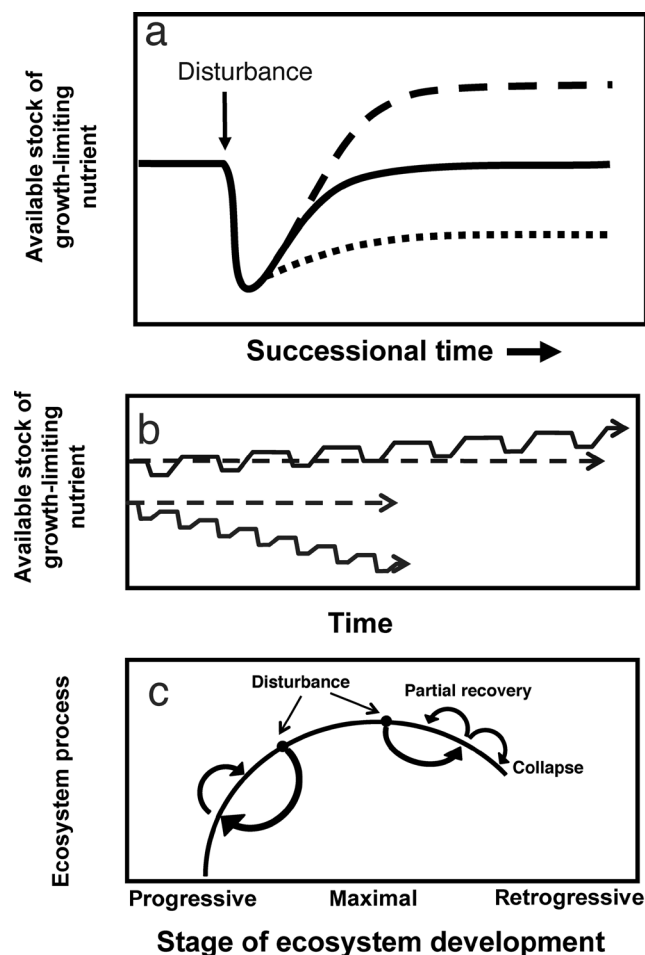 a
Disturbance
Available stock of
growth-limiting
nutrient
Successional time
b
Available stock of
growth-limiting
nutrient
Time
c
Disturbance
Partial recovery
Collapse
Ecosystem process
Progressive Maximal Retrogressive
Stage of ecosystem development